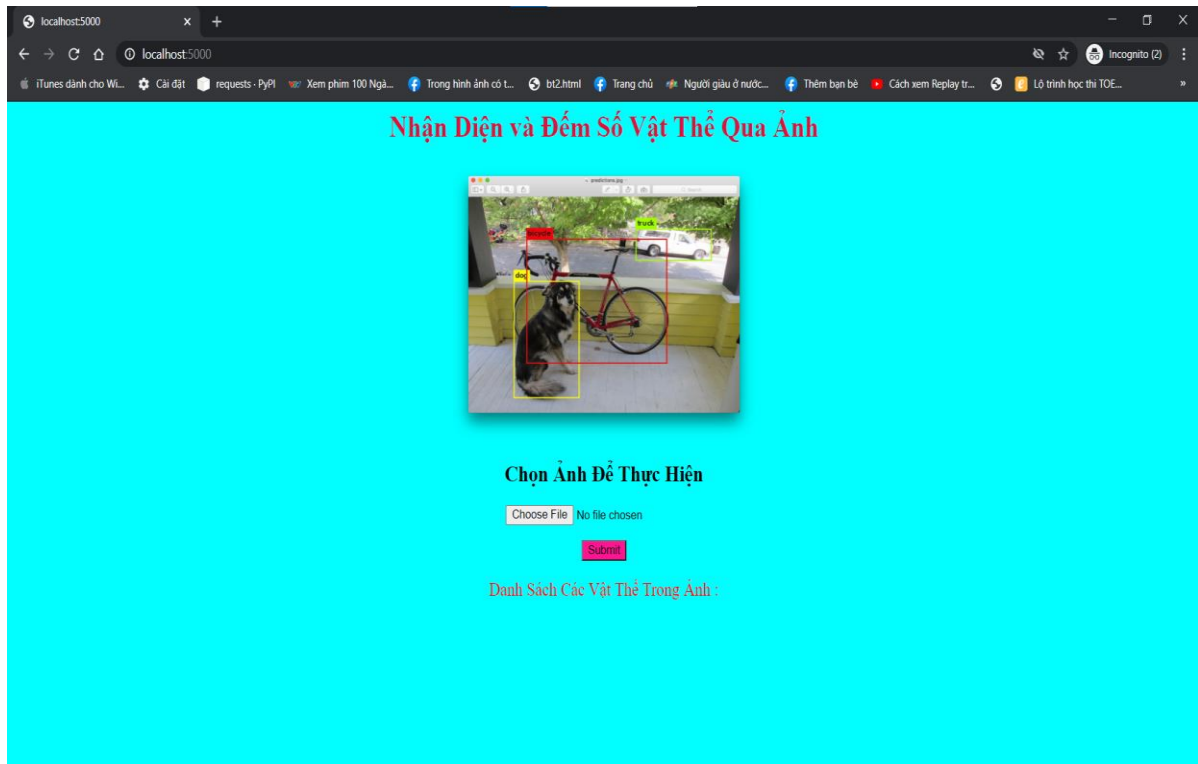 localhost:5000
localhost:5000
Incognito (2)
iTunes dành cho Wi...
Cài đặt
requests · PyPI
Xem phim 100 Ngà...
Trong hình ảnh có t...
bt2.html
Trang chủ
Người giàu ở nước...
Thêm bạn bè
Cách xem Replay tr...
Lộ trình học thi TOE...
Nhận Diện và Đếm Số Vật Thể Qua Ảnh
predictions.jpg
Search
truck
bicycle
dog
Chọn Ảnh Để Thực Hiện
Choose File No file chosen
Submit
Danh Sách Các Vật Thể Trong Ảnh :